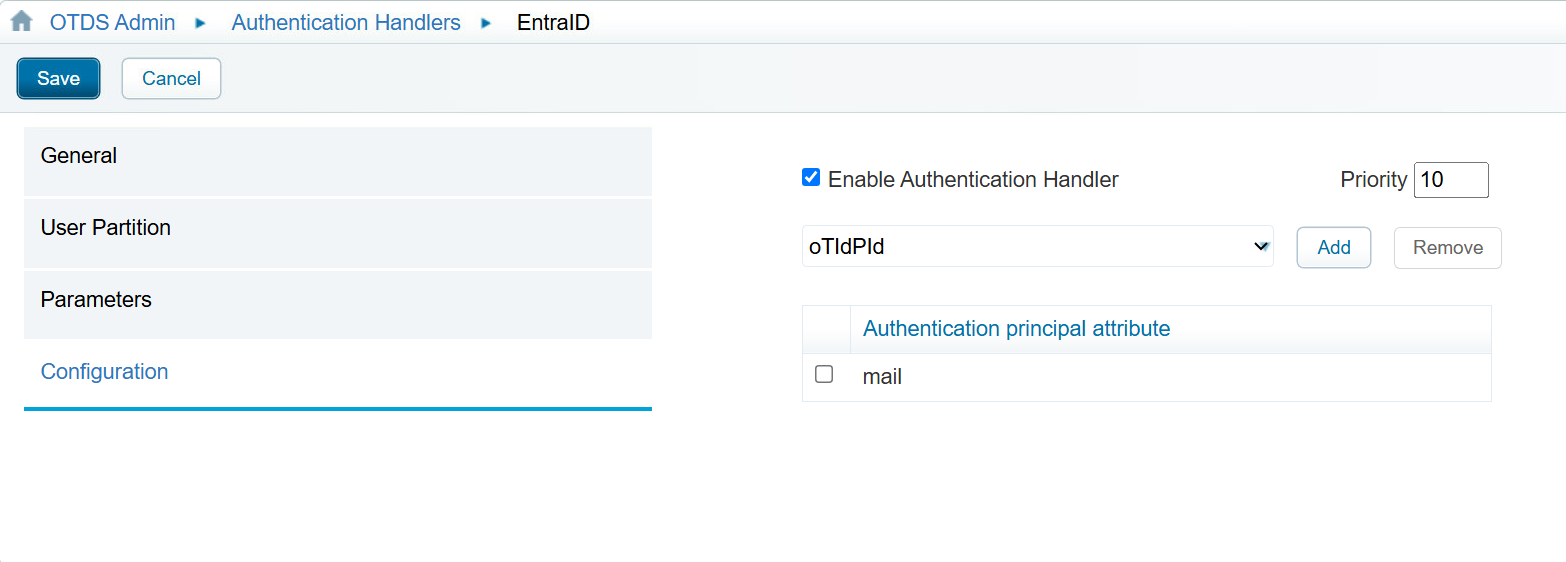 OTDS Admin Authentication Handlers EntraID
Save Cancel
General
Enable Authentication Handler Priority 10
User Partition
oTIdPId Add Remove
Parameters
Authentication principal attribute
Configuration
mail